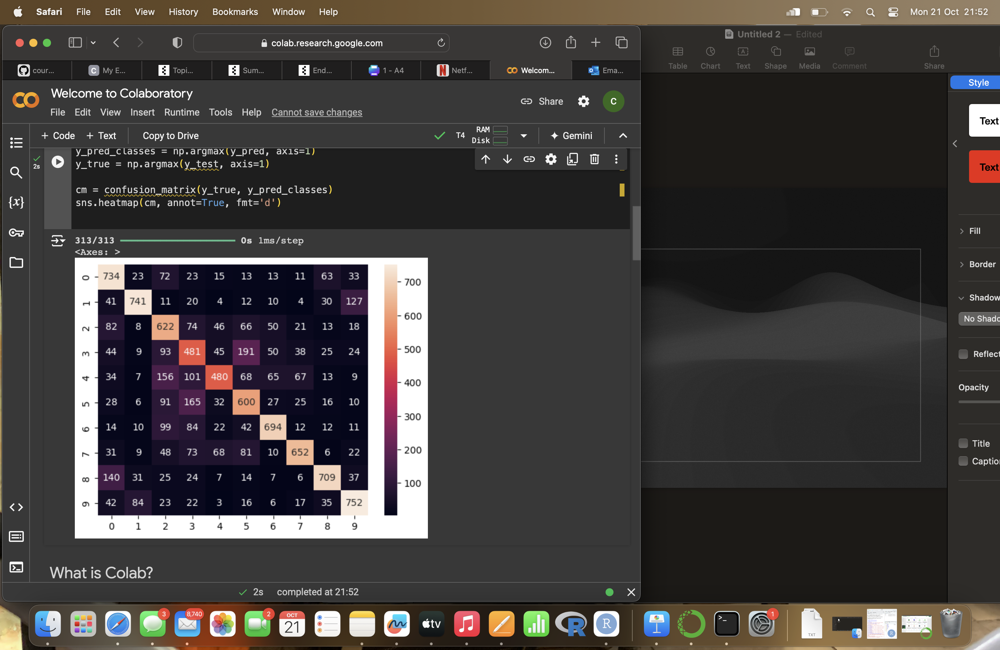 Safari File Edit View History Bookmarks Window Help Mon 21 Oct 21:52
colab.research.google.com
cour... My E... Topi... Sum... End... 1 - A4 Netf... Welcom... Ema...
Welcome to Colaboratory
Share C
File Edit View Insert Runtime Tools Help Cannot save changes
+ Code + Text Copy to Drive T4 RAM Disk Gemini
2s
y_pred_classes = np.argmax(y_pred, axis=1)
y_true = np.argmax(y_test, axis=1)
cm = confusion_matrix(y_true, y_pred_classes)
sns.heatmap(cm, annot=True, fmt='d')
313/313 0s 1ms/step
<Axes: >
0 734 23 72 23 15 13 13 11 63 33
1 41 741 11 20 4 12 10 4 30 127
2 82 8 622 74 46 66 50 21 13 18
3 44 9 93 481 45 191 50 38 25 24
4 34 7 156 101 480 68 65 67 13 9
5 28 6 91 165 32 600 27 25 16 10
6 14 10 99 84 22 42 694 12 12 11
7 31 9 48 73 68 81 10 652 6 22
8 140 31 25 24 7 14 7 6 709 37
9 42 84 23 22 3 16 6 17 35 752
0 1 2 3 4 5 6 7 8 9
700
600
500
400
300
200
100
{x}
What is Colab?
2s completed at 21:52
Untitled 2 — Edited
Table Chart Text Shape Media Comment Share
Style
Text
Text
Fill
Border
Shadow
No Shado
Reflect
Opacity
Title
Captio
3 8,740 2 OCT 21 tv R R >_ 1 TXT